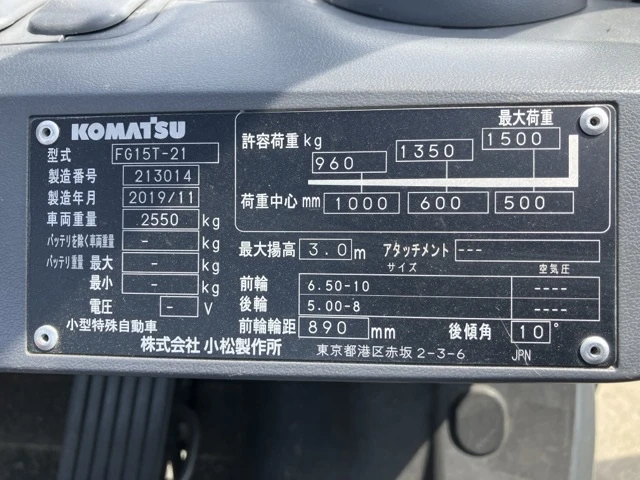 KOMATSU
型式 FG15T-21
製造番号 213014
製造年月 2019/11
車両重量 2550 kg
バッテリを除く車両重量 - kg
バッテリ重量 最大 - kg
最小 - kg
電圧 - V
小型特殊自動車
最大荷重
許容荷重 kg 960 1350 1500
荷重中心 mm 1000 600 500
最大揚高 3.0 m アタッチメント ---
サイズ 空気圧
前輪 6.50-10 ----
後輪 5.00-8 ----
前輪輪距 890 mm 後傾角 10°
株式会社 小松製作所 東京都港区赤坂2-3-6 JPN